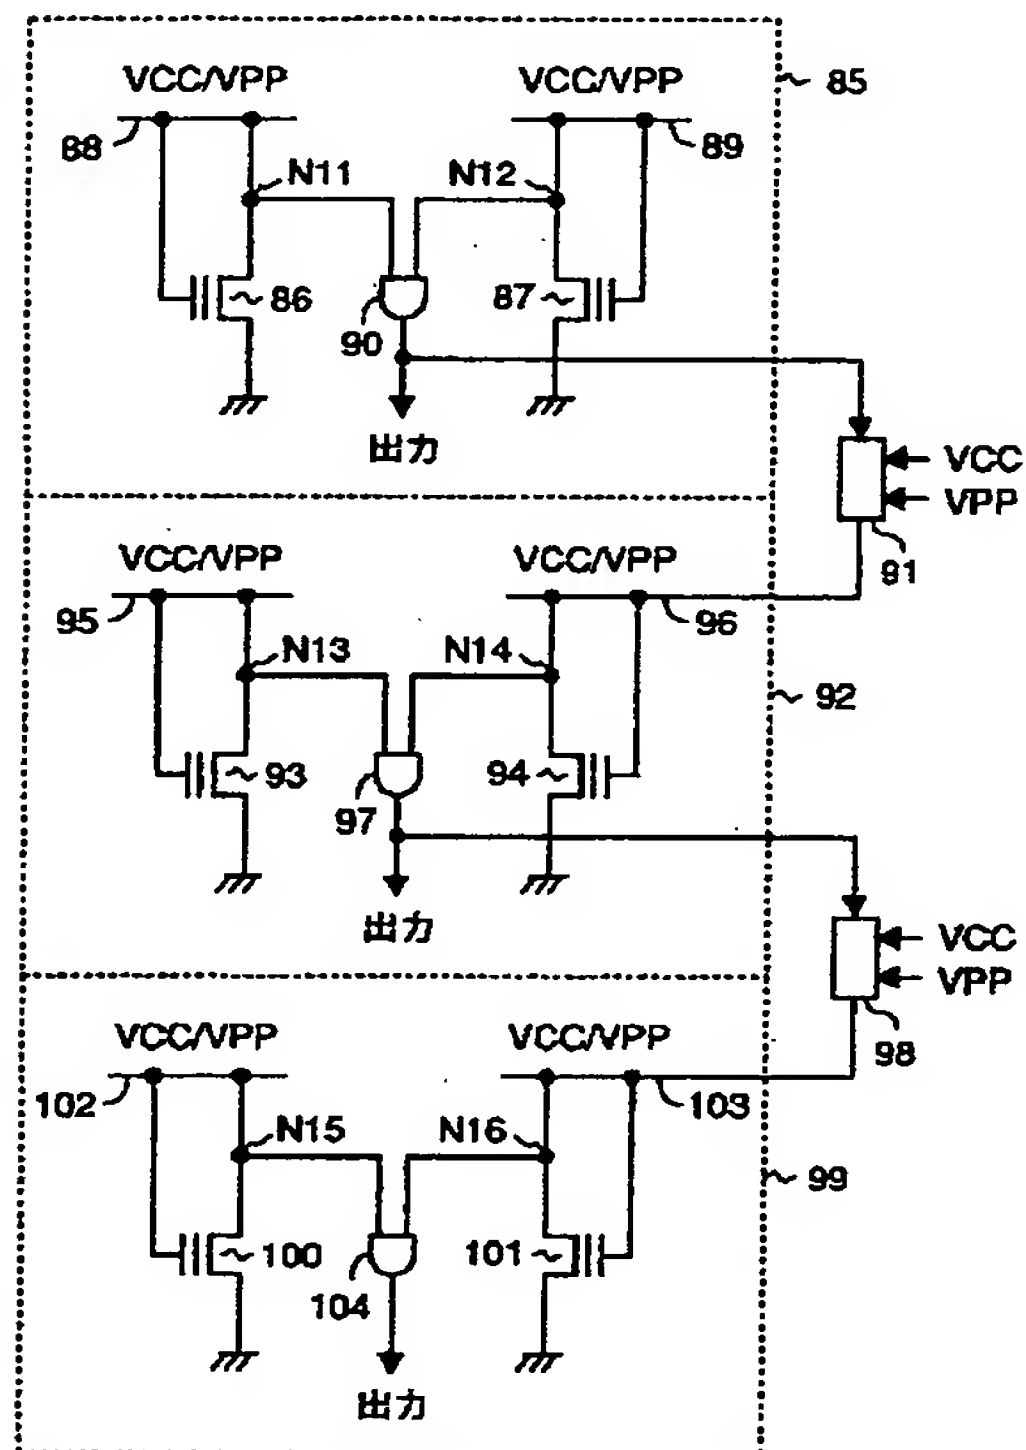 VCC/VPP VCC/VPP
85
88 89
N11 N12
86 87
90
出力
VCC
VPP
91
VCC/VPP VCC/VPP
95 96
N13 N14
92
93 94
97
出力
VCC
VPP
98
VCC/VPP VCC/VPP
102 103
N15 N16
99
100 101
104
出力